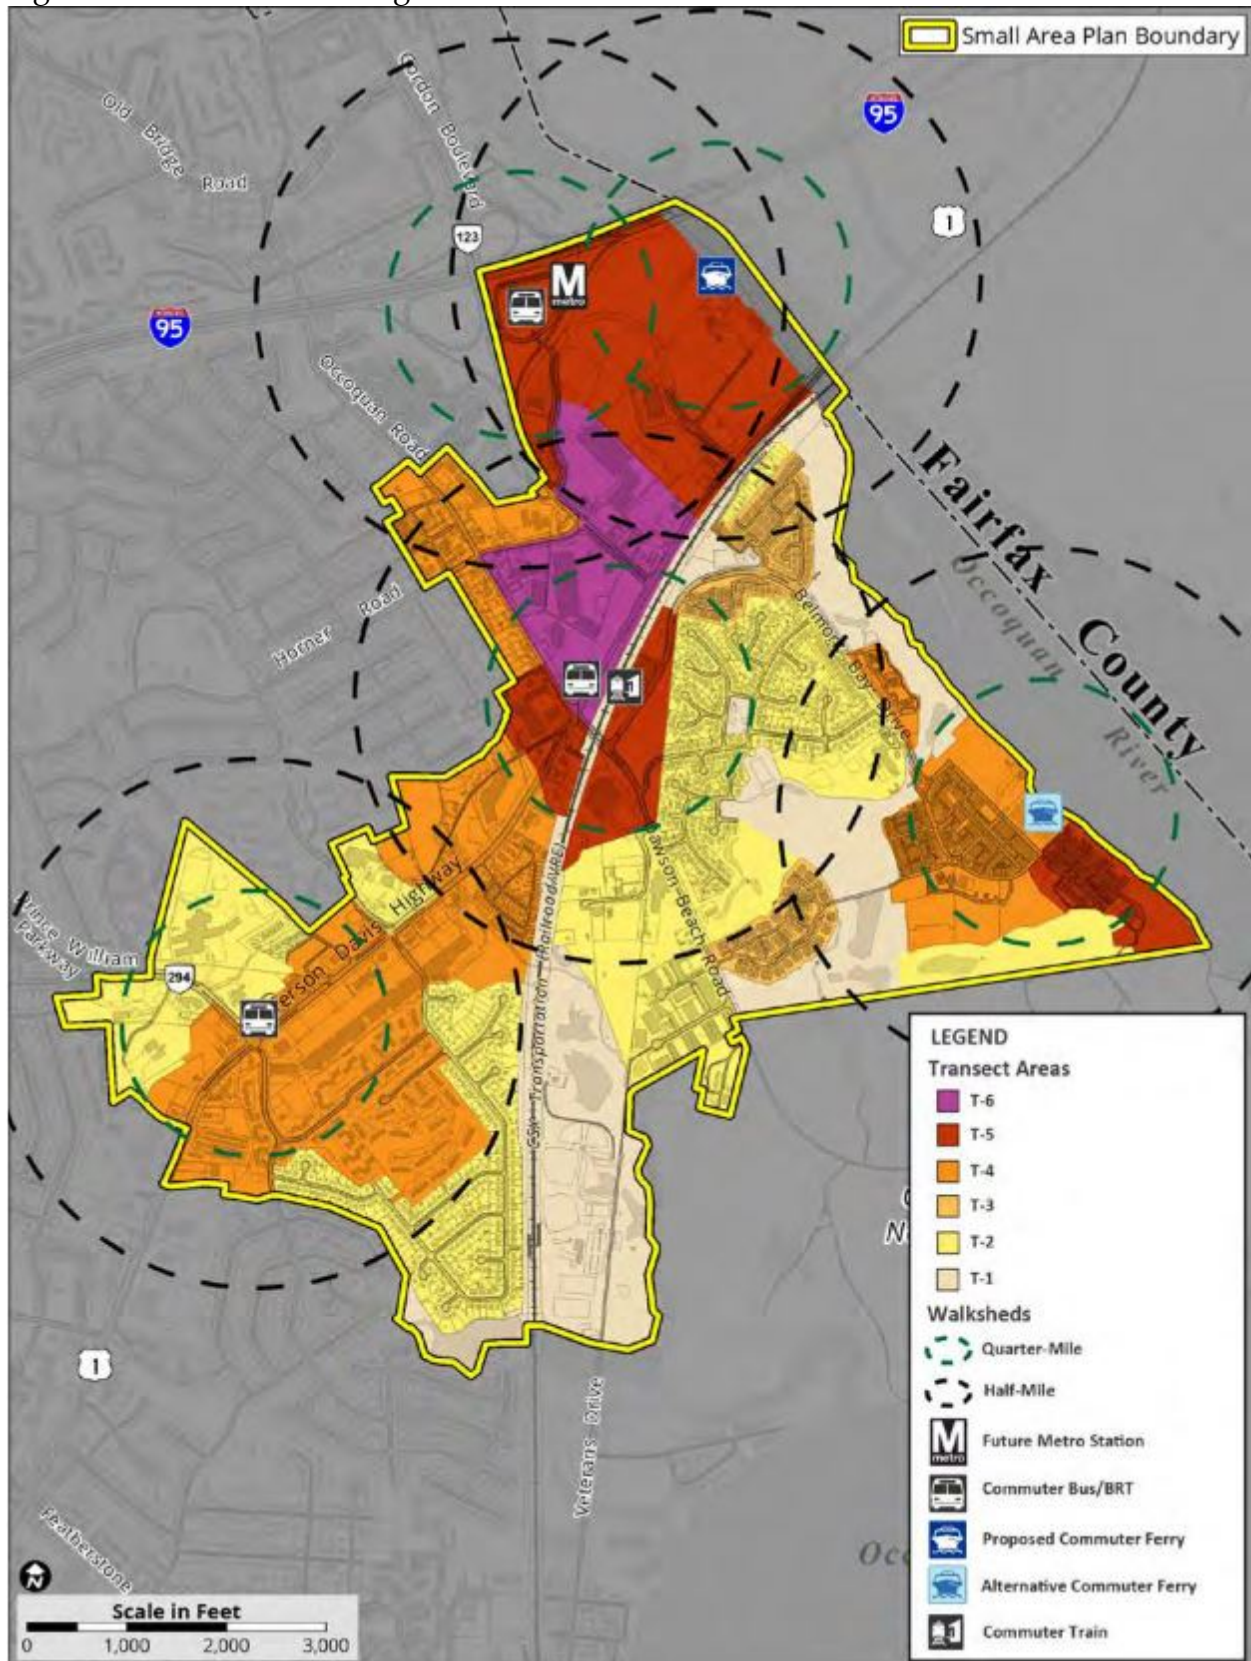 Small Area Plan Boundary
Gordon Boulevard
Old Bridge Road
95
1
123
M
metro
95
Occoquan Road
Fairfax County
Occoquan River
Horner Road
Belmont Bay Drive
Highway
Dawson Beach Road
CSX Transportation (Railroad/VRE)
Prince William Parkway
294
Davis
Veterans Drive
1
Featherstone
N
Scale in Feet
0 1,000 2,000 3,000
LEGEND
Transect Areas
T-6
T-5
T-4
T-3
T-2
T-1
Walksheds
Quarter-Mile
Half-Mile
M
metro
Future Metro Station
Commuter Bus/BRT
Proposed Commuter Ferry
Alternative Commuter Ferry
Commuter Train